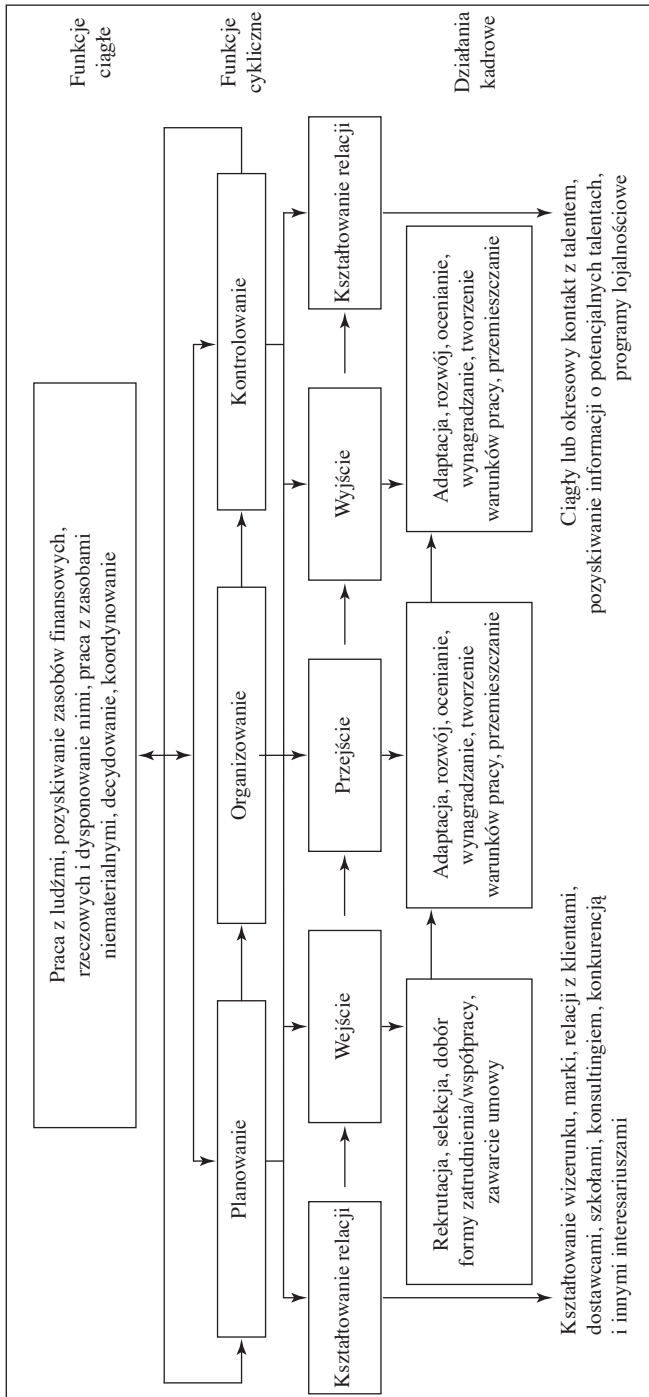 Funkcje
ciągłe
Praca z ludźmi, pozyskiwanie zasobów finansowych,
rzeczowych i dysponowanie nimi, praca z zasobami
niematerialnymi, decydowanie, koordynowanie
Funkcje
cykliczne
Planowanie
Organizowanie
Kontrolowanie
Kształtowanie relacji
Wejście
Przejście
Wyjście
Kształtowanie relacji
Działania
kadrowe
Rekrutacja, selekcja, dobór
formy zatrudnienia/współpracy,
zawarcie umowy
Adaptacja, rozwój, ocenianie,
wynagradzanie, tworzenie
warunków pracy, przemieszczanie
Adaptacja, rozwój, ocenianie,
wynagradzanie, tworzenie
warunków pracy, przemieszczanie
Kształtowanie wizerunku, marki, relacji z klientami,
dostawcami, szkołami, konsultingiem, konkurencją
i innymi interesariuszami
Ciągły lub okresowy kontakt z talentem,
pozyskiwanie informacji o potencjalnych talentach,
programy lojalnościowe